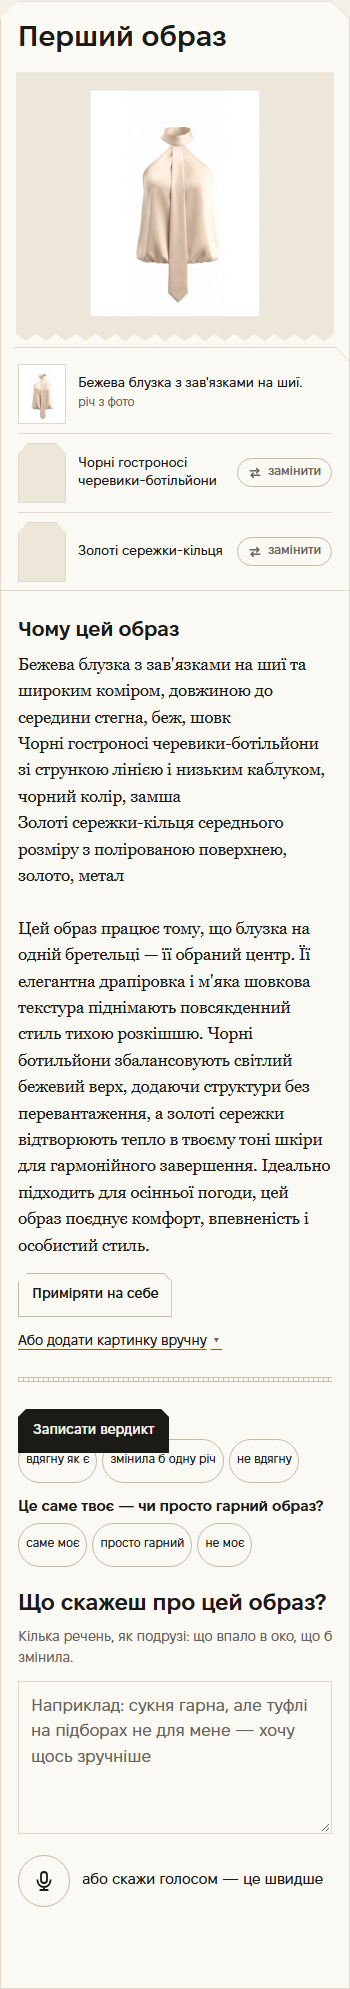 Перший образ
Бежева блузка з зав'язками на шиї.
річ з фото
Чорні гостроносі
черевики-ботільйони
замінити
Золоті сережки-кільця
замінити
Чому цей образ
Бежева блузка з зав'язками на шиї та
широким коміром, довжиною до
середини стегна, беж, шовк
Чорні гостроносі черевики-ботільйони
зі стрункою лінією і низьким каблуком,
чорний колір, замша
Золоті сережки-кільця середнього
розміру з полірованою поверхнею,
золото, метал
Цей образ працює тому, що блузка на
одній бретельці — її обраний центр. Її
елегантна драпіровка і м'яка шовкова
текстура піднімають повсякденний
стиль тихою розкішшю. Чорні
ботильйони збалансовують світлий
бежевий верх, додаючи структури без
перевантаження, а золоті сережки
відтворюють тепло в твоєму тоні шкіри
для гармонійного завершення. Ідеально
підходить для осінньої погоди, цей
образ поєднує комфорт, впевненість і
особистий стиль.
Приміряти на себе
Або додати картинку вручну
Записати вердикт
вдягну як є
змінила б одну річ
не вдягну
Це саме твоє — чи просто гарний образ?
саме моє
просто гарний
не моє
Що скажеш про цей образ?
Кілька речень, як подрузі: що впало в око, що б
змінила.
Наприклад: сукня гарна, але туфлі
на підборах не для мене — хочу
щось зручніше
або скажи голосом — це швидше